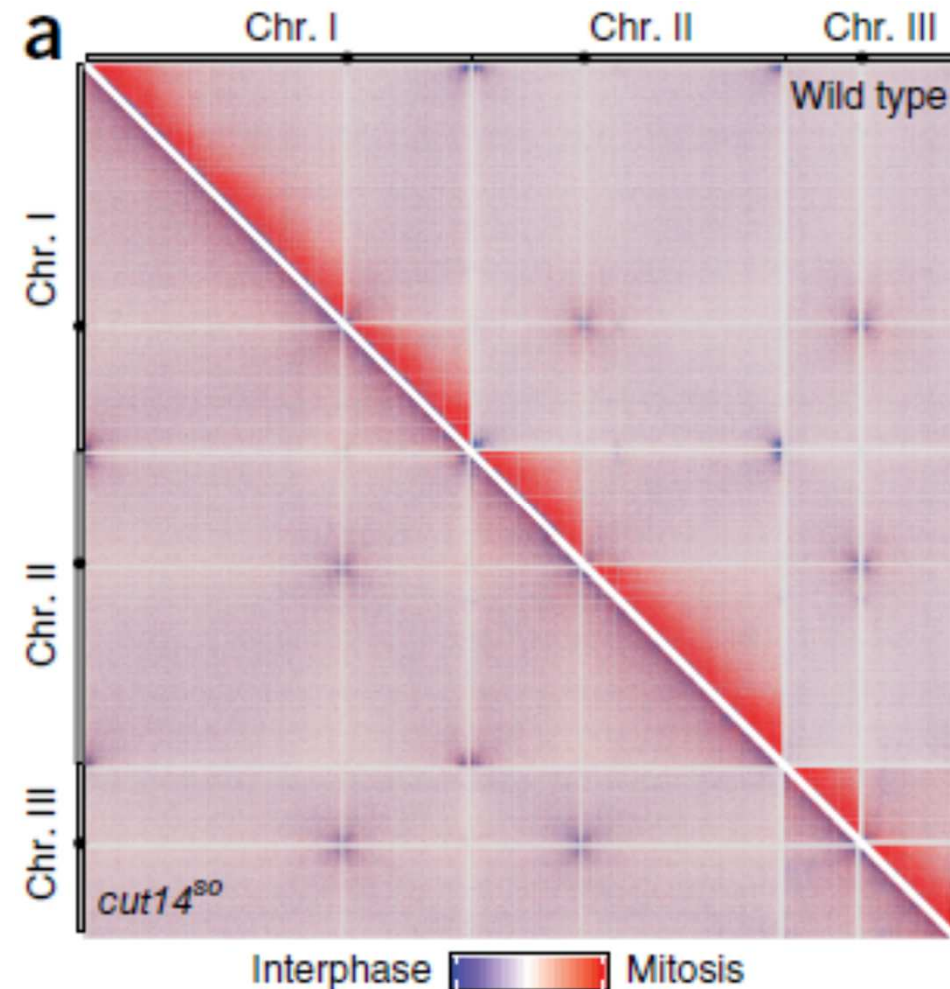 a
Chr. I Chr. II Chr. III
Wild type
Chr. I
Chr. II
Chr. III
cut14ˢᵒ
Interphase Mitosis